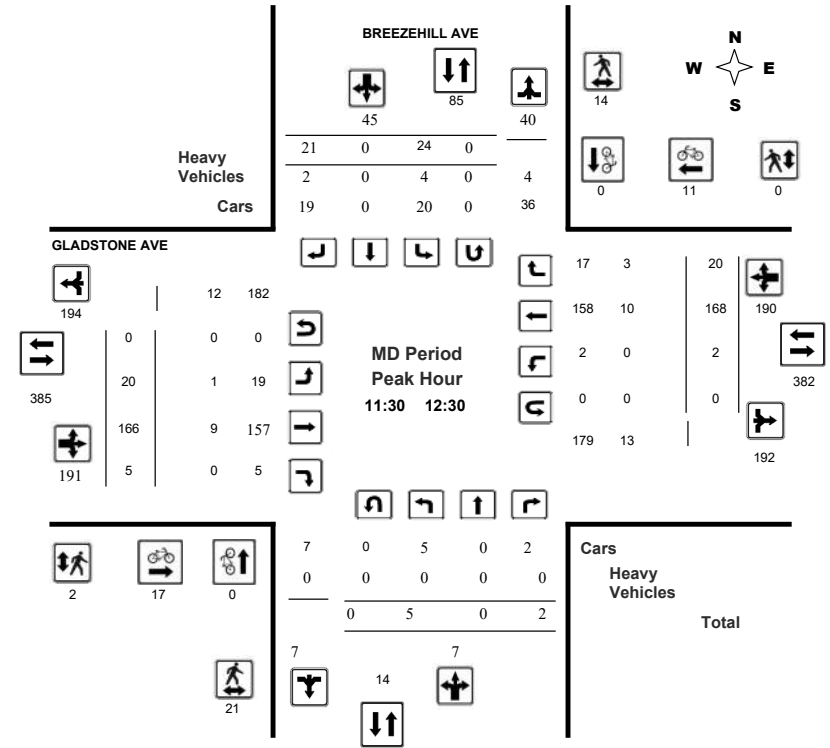 BREEZEHILL AVE
N
W E
S
85
14
45 40
21 0 24 0
Heavy
Vehicles 2 0 4 0 4
Cars 19 0 20 0 36
0 11 0
GLADSTONE AVE
194
12 182
17 3 20
158 10 168 190
0 0 0
385
MD Period
Peak Hour
11:30 12:30
2 0 2
382
20 1 19
0 0 0
166 9 157
179 13
192
191
5 0 5
7 0 5 0 2 Cars
0 0 0 0 0 Heavy
Vehicles
2 17 0
0 5 0 2 Total
7 7
14
21